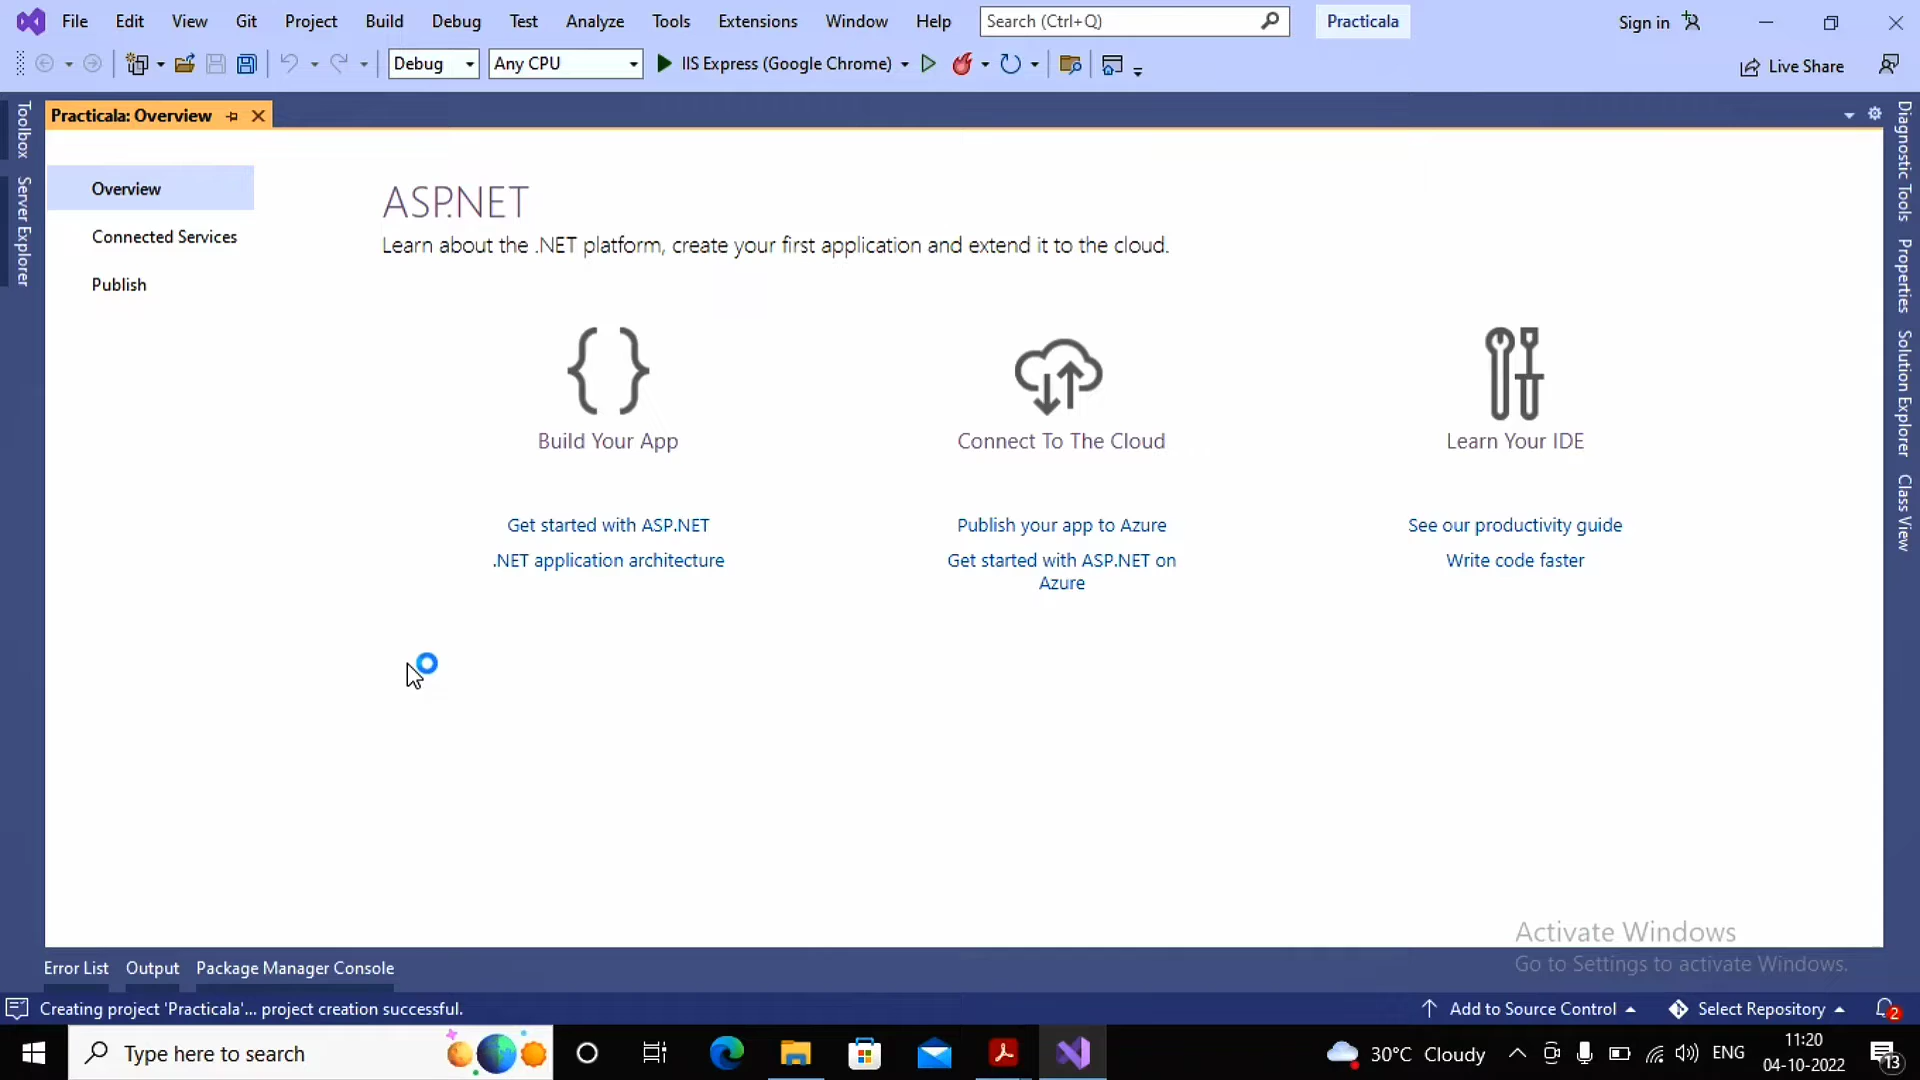 File Edit View Git Project Build Debug Test Analyze Tools Extensions Window Help Search (Ctrl+Q) Practicala Sign in
Debug Any CPU IIS Express (Google Chrome) Live Share
Practicala: Overview
Toolbox
Server Explorer
Overview
Connected Services
Publish
ASP.NET
Learn about the .NET platform, create your first application and extend it to the cloud.
Build Your App
Get started with ASP.NET
.NET application architecture
Connect To The Cloud
Publish your app to Azure
Get started with ASP.NET on
Azure
Learn Your IDE
See our productivity guide
Write code faster
Diagnostic Tools
Properties
Solution Explorer
Class View
Activate Windows
Go to Settings to activate Windows.
Error List Output Package Manager Console
Creating project 'Practicala'... project creation successful. Add to Source Control Select Repository 2
Type here to search 30°C Cloudy ENG 11:20
04-10-2022 13